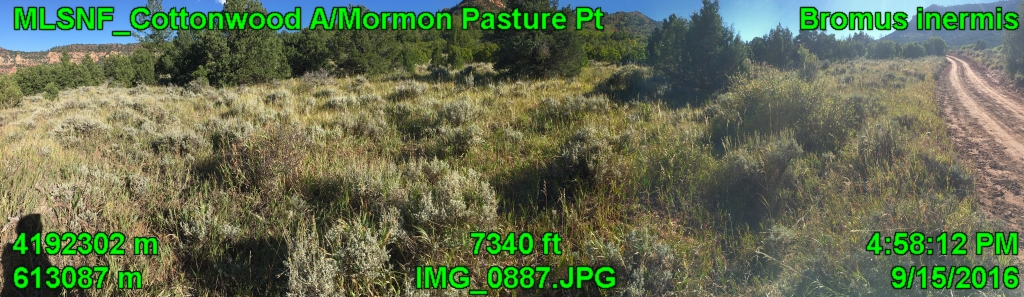 MLSNF_Cottonwood A/Mormon Pasture Pt
Bromus inermis
4192302 m
613087 m
7340 ft
IMG_0887.JPG
4:58:12 PM
9/15/2016